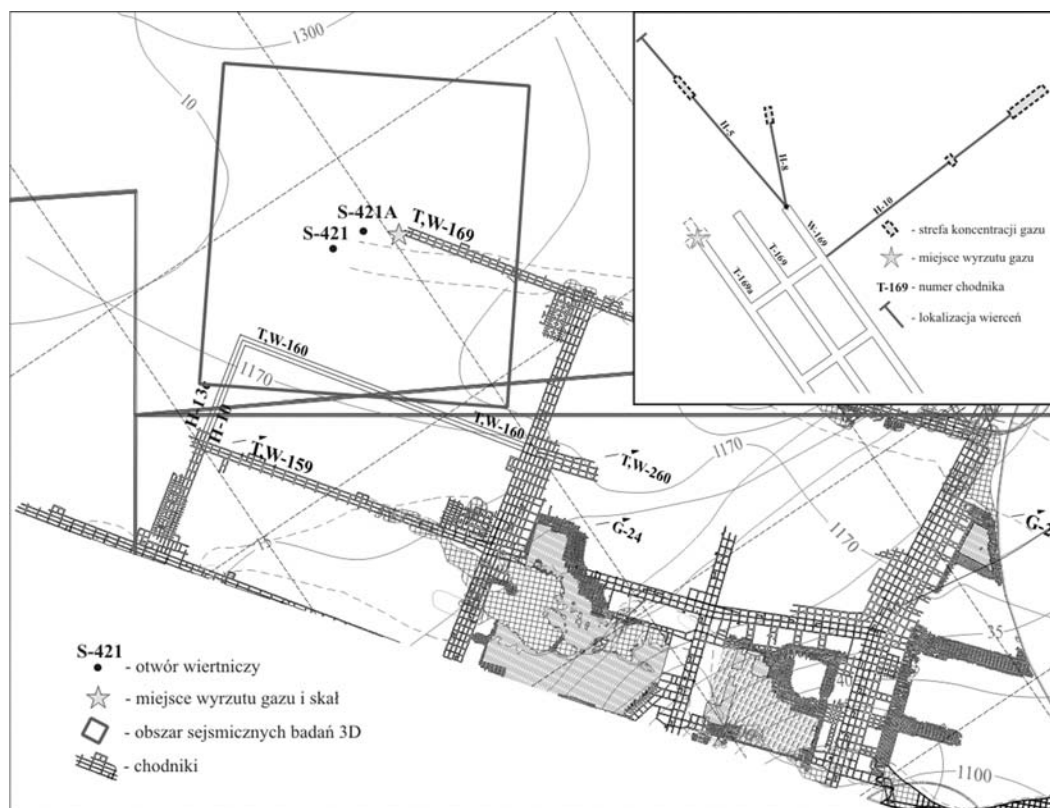 1300
10
S-421A
S-421
T,W-169
T,W-160
1170
H-13e
H-10
T,W-160
T,W-159
T,W-260
1170
G-24
1170
35
40
1100
H-5
H-8
H-10
W-169
T-169
T-169a
- strefa koncentracji gazu
- miejsce wyrzutu gazu
T-169 - numer chodnika
- lokalizacja wierceń
S-421
- otwór wiertniczy
- miejsce wyrzutu gazu i skał
- obszar sejsmicznych badań 3D
- chodniki